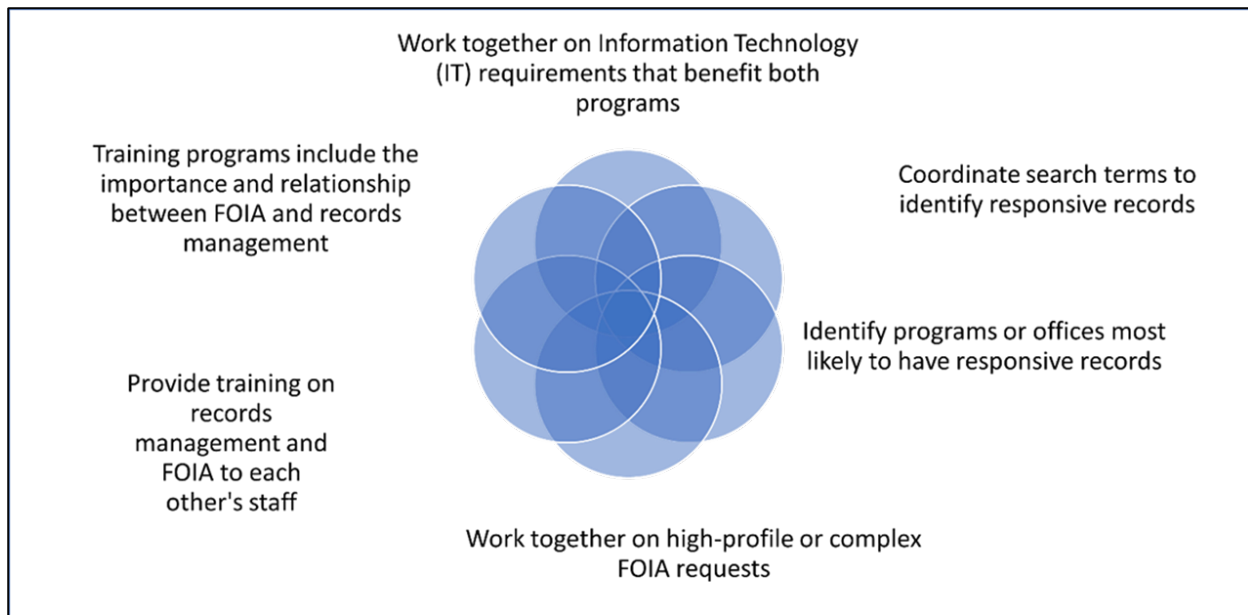 Work together on Information Technology
(IT) requirements that benefit both
programs
Training programs include the
importance and relationship
between FOIA and records
management
Coordinate search terms to
identify responsive records
Identify programs or offices most
likely to have responsive records
Provide training on
records
management and
FOIA to each
other's staff
Work together on high-profile or complex
FOIA requests